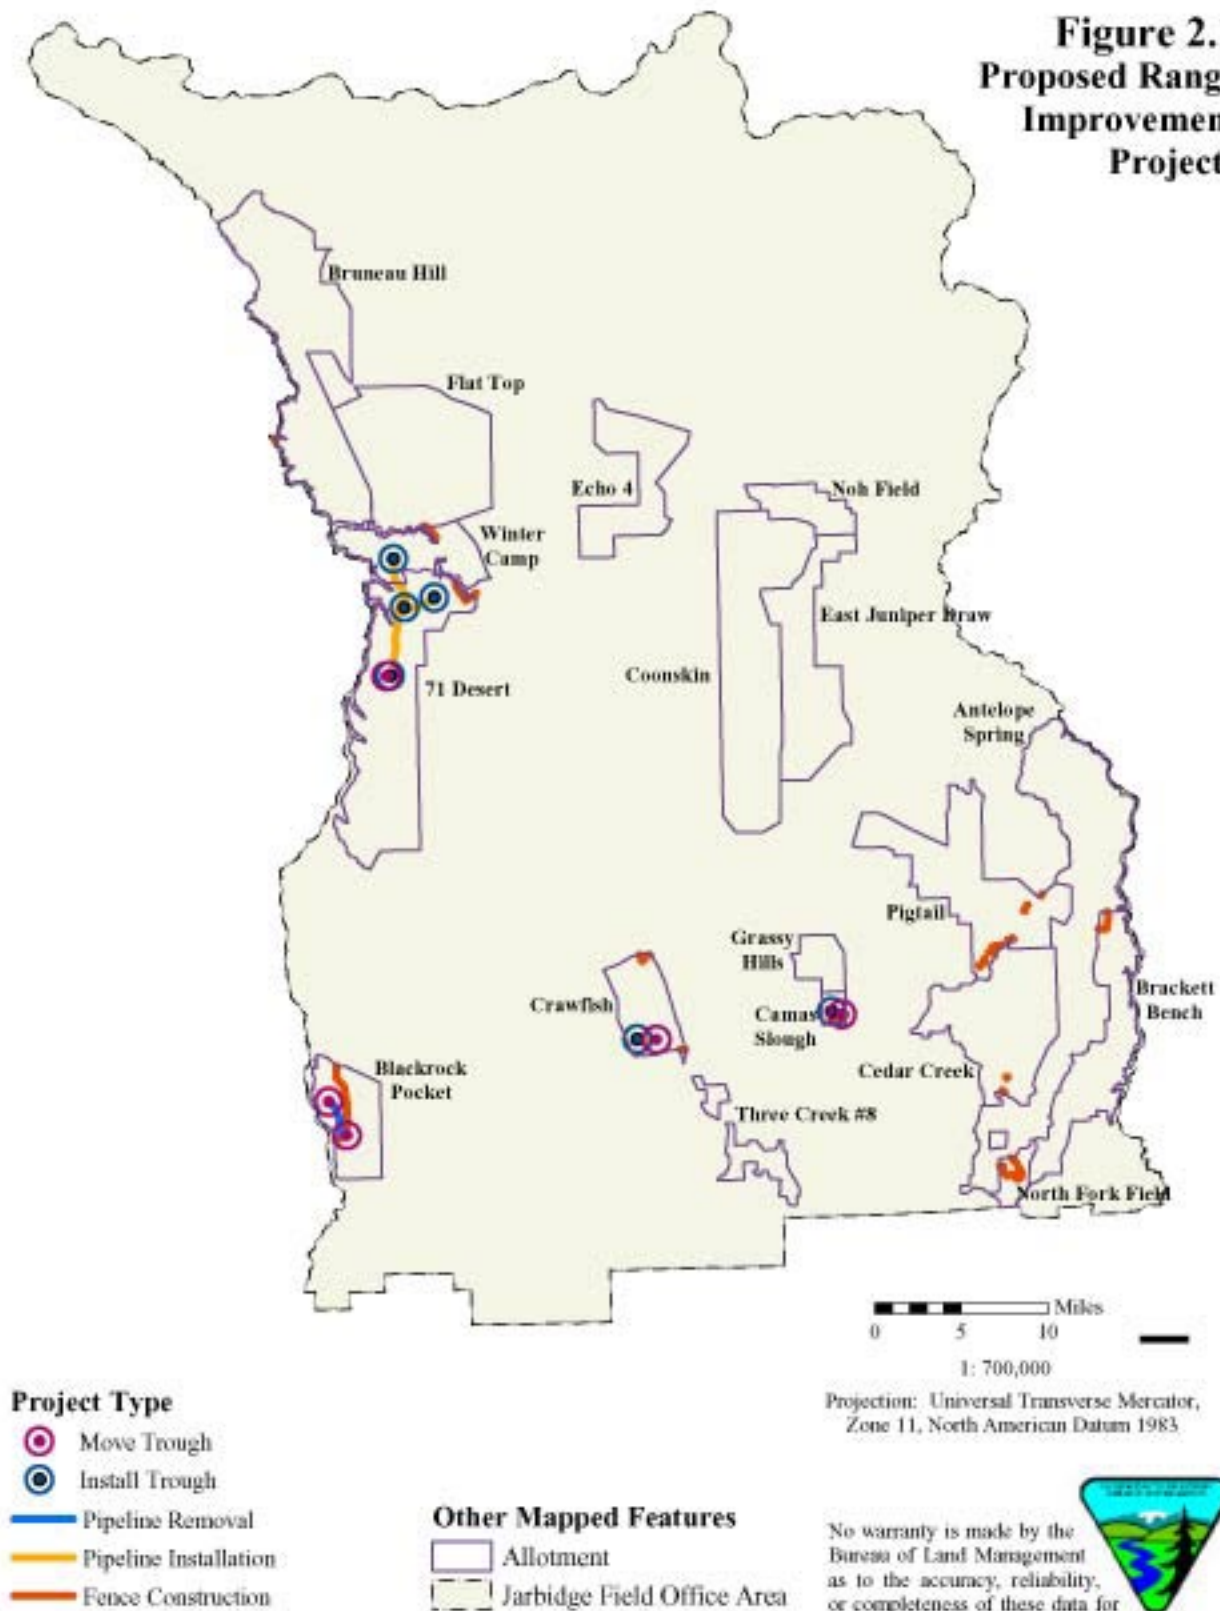 Figure 2.
Proposed Rang
Improvemen
Project
Bruneau Hill
Flat Top
Echo 4
Noh Field
Winter
Camp
East Juniper Draw
Coonskin
71 Desert
Antelope
Spring
Pigtail
Grassy
Hills
Brackett
Bench
Crawfish
Camas
Slough
Cedar Creek
Blackrock
Pocket
Three Creek #8
North Fork Field
Miles
0 5 10
1: 700,000
Projection: Universal Transverse Mercator,
Zone 11, North American Datum 1983
Project Type
Move Trough
Install Trough
Pipeline Removal
Pipeline Installation
Fence Construction
Other Mapped Features
Allotment
Jarbidge Field Office Area
No warranty is made by the
Bureau of Land Management
as to the accuracy, reliability,
or completeness of these data for